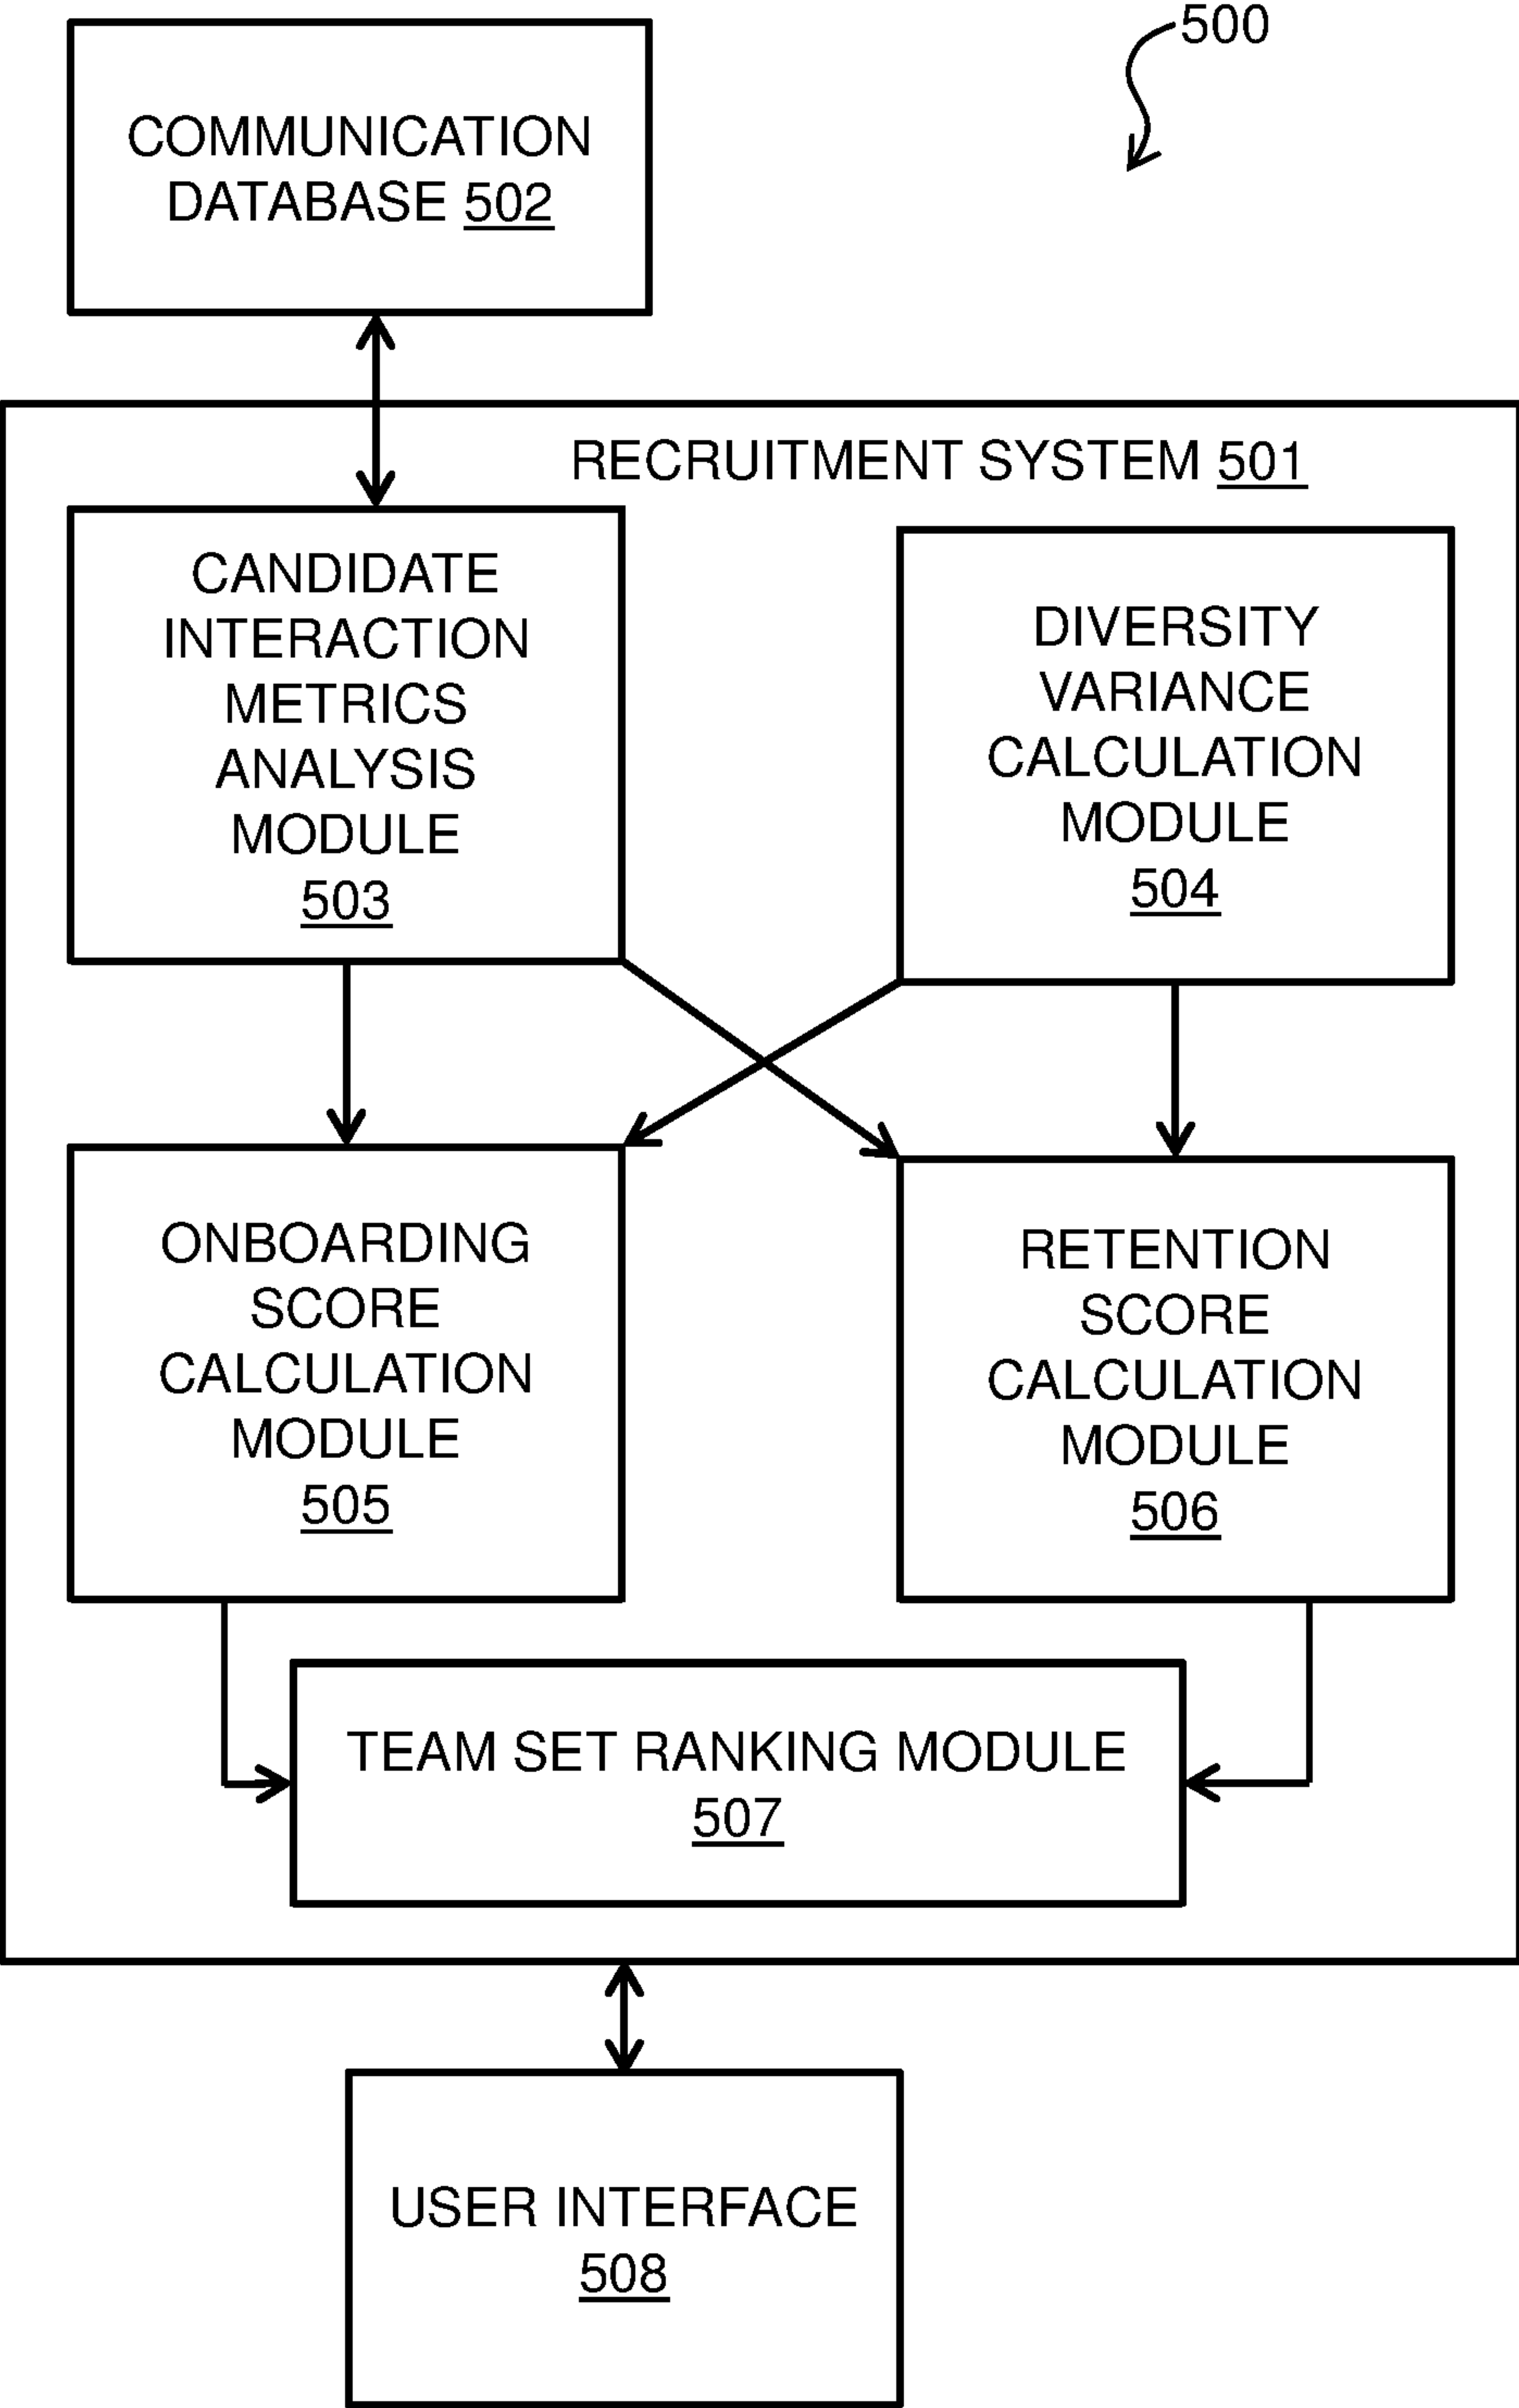 500
COMMUNICATION
DATABASE 502
RECRUITMENT SYSTEM 501
CANDIDATE
INTERACTION
METRICS
ANALYSIS
MODULE
503
DIVERSITY
VARIANCE
CALCULATION
MODULE
504
ONBOARDING
SCORE
CALCULATION
MODULE
505
RETENTION
SCORE
CALCULATION
MODULE
506
TEAM SET RANKING MODULE
507
USER INTERFACE
508